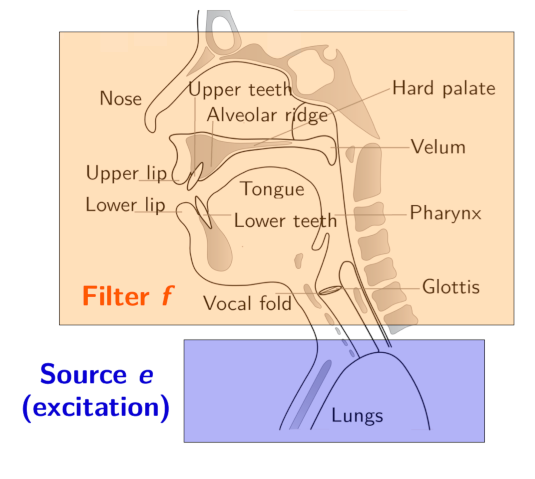 Nose
Upper teeth
Hard palate
Alveolar ridge
Velum
Upper lip
Tongue
Lower lip
Lower teeth
Pharynx
Filter f
Vocal fold
Glottis
Source e
(excitation)
Lungs